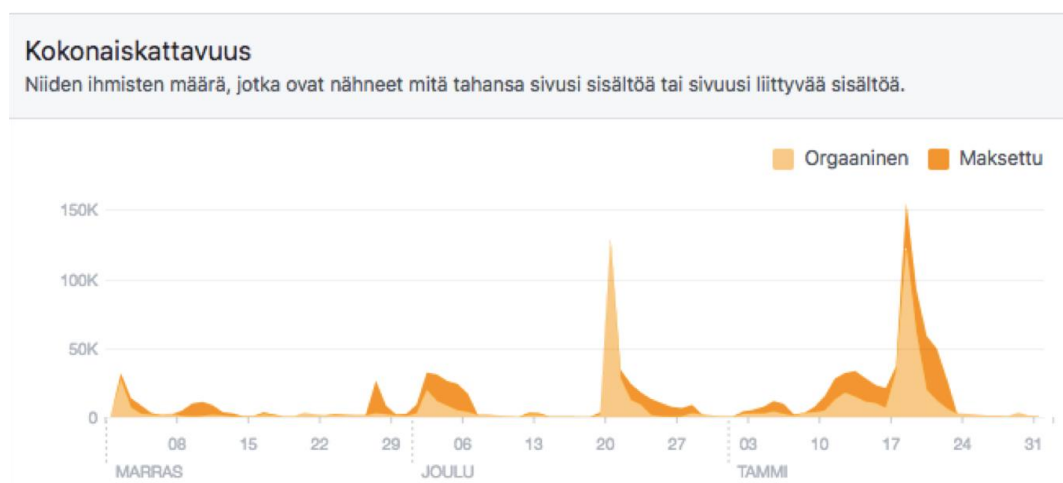 Kokonaiskattavuus
Niiden ihmisten määrä, jotka ovat nähneet mitä tahansa sivusi sisältöä tai sivuusi liittyvää sisältöä.
Orgaaninen Maksettu
150K
100K
50K
0
08 15 22 29 06 13 20 27 03 10 17 24 31
MARRAS JOULU TAMMI